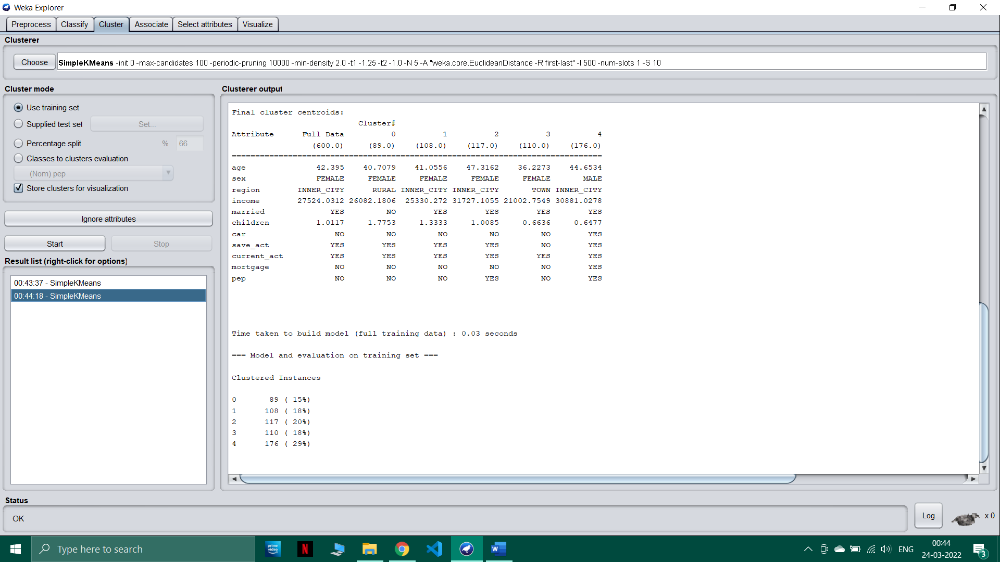 Weka Explorer
Preprocess Classify Cluster Associate Select attributes Visualize
Clusterer
Choose SimpleKMeans -init 0 -max-candidates 100 -periodic-pruning 10000 -min-density 2.0 -t1 -1.25 -t2 -1.0 -N 5 -A "weka.core.EuclideanDistance -R first-last" -I 500 -num-slots 1 -S 10
Cluster mode
Use training set
Supplied test set Set...
Percentage split % 66
Classes to clusters evaluation
(Nom) pep
Store clusters for visualization
Ignore attributes
Start Stop
Result list (right-click for options)
00:43:37 - SimpleKMeans
00:44:18 - SimpleKMeans
Clusterer output
Final cluster centroids:
Cluster#
Attribute Full Data 0 1 2 3 4
(600.0) (89.0) (108.0) (117.0) (110.0) (176.0)
===============================================================================
age 42.395 40.7079 41.0556 47.3162 36.2273 44.6534
sex FEMALE FEMALE FEMALE FEMALE FEMALE MALE
region INNER_CITY RURAL INNER_CITY INNER_CITY TOWN INNER_CITY
income 27524.0312 26082.1806 25330.272 31727.1055 21002.7549 30881.0278
married YES NO YES YES YES YES
children 1.0117 1.7753 1.3333 1.0085 0.6636 0.6477
car NO NO NO NO NO YES
save_act YES YES YES YES NO YES
current_act YES YES YES YES YES YES
mortgage NO NO NO NO NO YES
pep NO NO NO YES NO YES
Time taken to build model (full training data) : 0.03 seconds
=== Model and evaluation on training set ===
Clustered Instances
0 89 ( 15%)
1 108 ( 18%)
2 117 ( 20%)
3 110 ( 18%)
4 176 ( 29%)
Status
OK
Log
x 0
Type here to search
prime video
N
W
ENG
00:44
24-03-2022
3